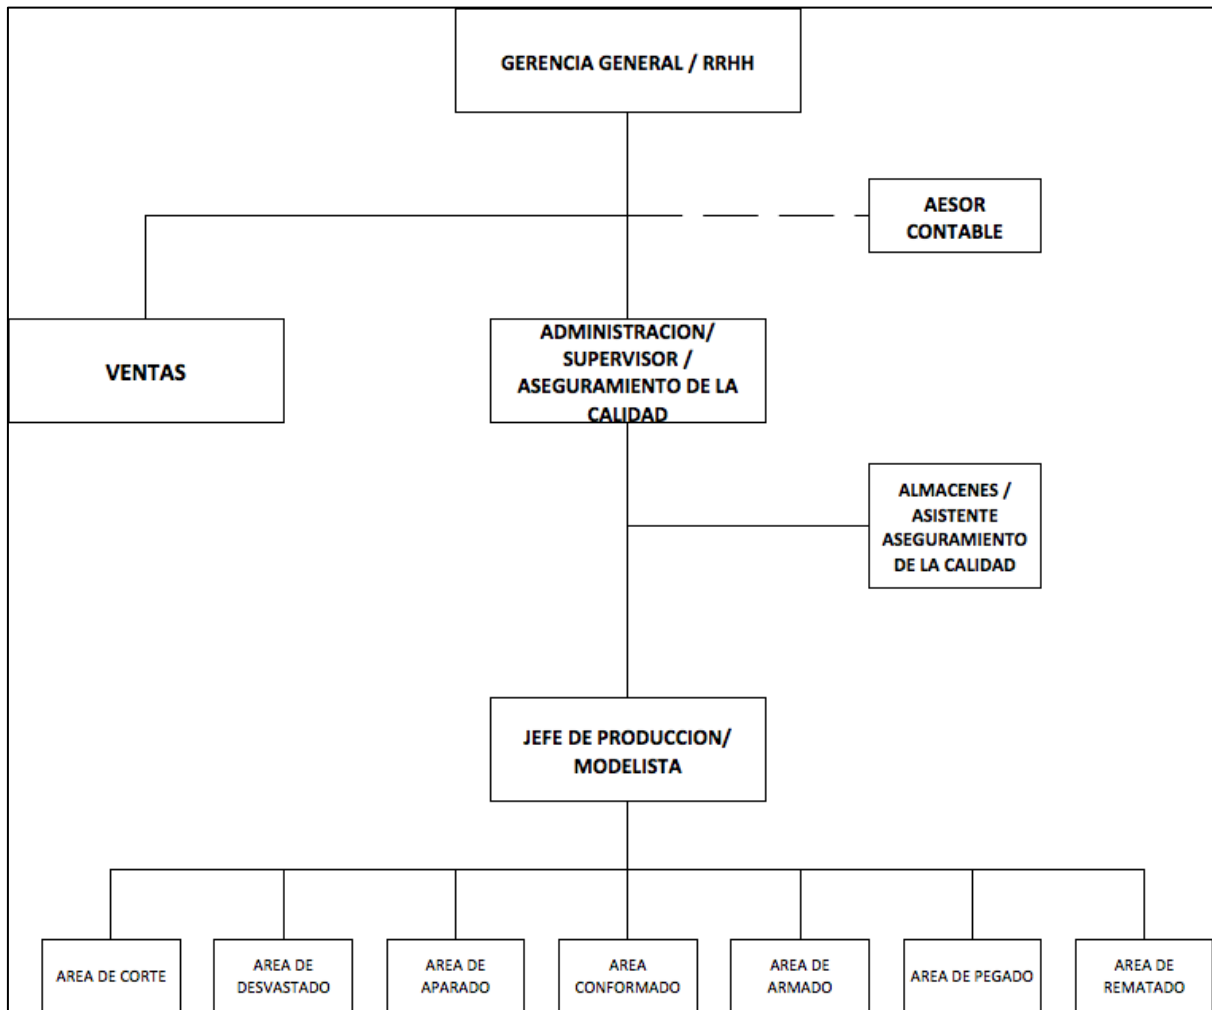 GERENCIA GENERAL / RRHH
AESOR
CONTABLE
VENTAS
ADMINISTRACION/
SUPERVISOR /
ASEGURAMIENTO DE LA
CALIDAD
ALMACENES /
ASISTENTE
ASEGURAMIENTO
DE LA CALIDAD
JEFE DE PRODUCCION/
MODELISTA
AREA DE CORTE
AREA DE
DESVASTADO
AREA DE
APARADO
AREA
CONFORMADO
AREA DE
ARMADO
AREA DE PEGADO
AREA DE
REMATADO